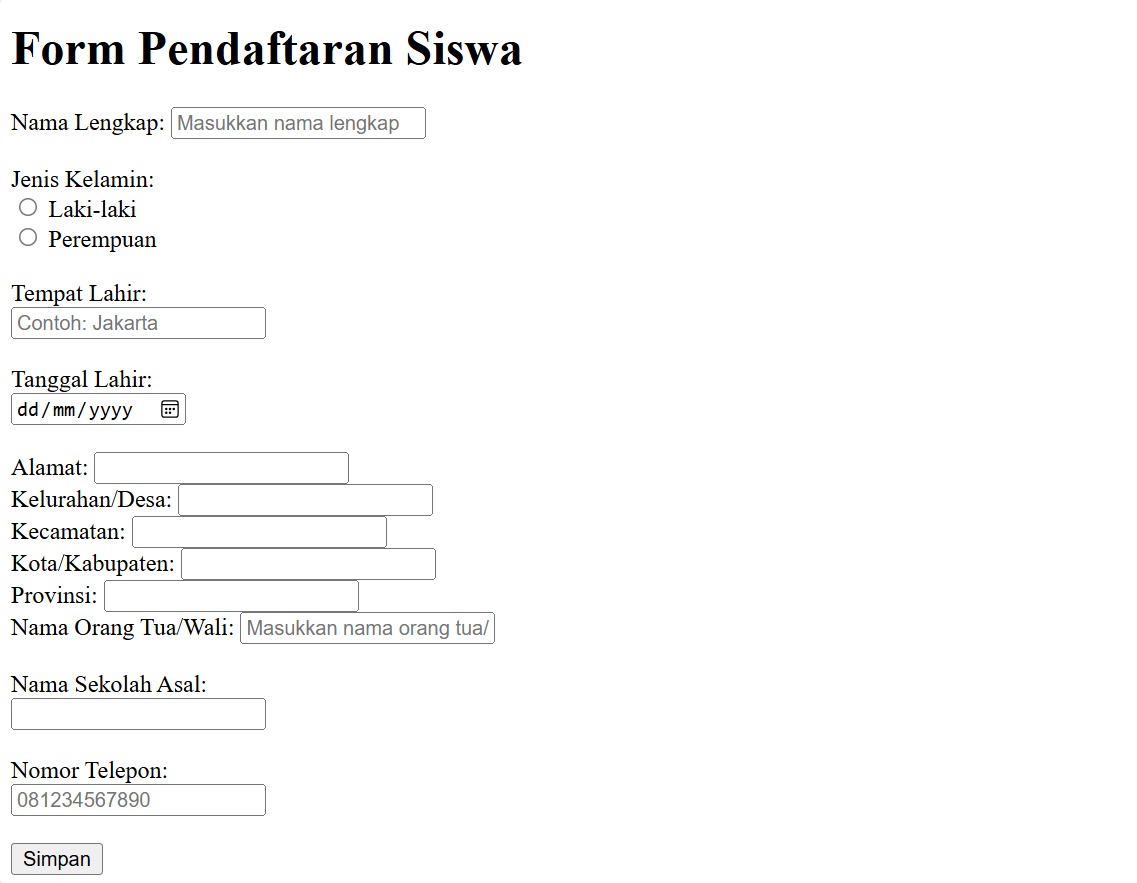 Form Pendaftaran Siswa
Nama Lengkap: Masukkan nama lengkap
Jenis Kelamin:
Laki-laki
Perempuan
Tempat Lahir:
Contoh: Jakarta
Tanggal Lahir:
dd/mm/yyyy
Alamat:
Kelurahan/Desa:
Kecamatan:
Kota/Kabupaten:
Provinsi:
Nama Orang Tua/Wali: Masukkan nama orang tua/
Nama Sekolah Asal:
Nomor Telepon:
081234567890
Simpan